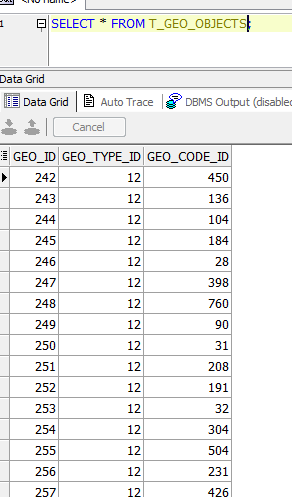 <No name>
1 SELECT * FROM T_GEO_OBJECTS;
Data Grid
Data Grid Auto Trace DBMS Output (disabled
Cancel
GEO_ID GEO_TYPE_ID GEO_CODE_ID
242 12 450
243 12 136
244 12 104
245 12 184
246 12 28
247 12 398
248 12 760
249 12 90
250 12 31
251 12 208
252 12 191
253 12 32
254 12 304
255 12 504
256 12 231
257 12 426